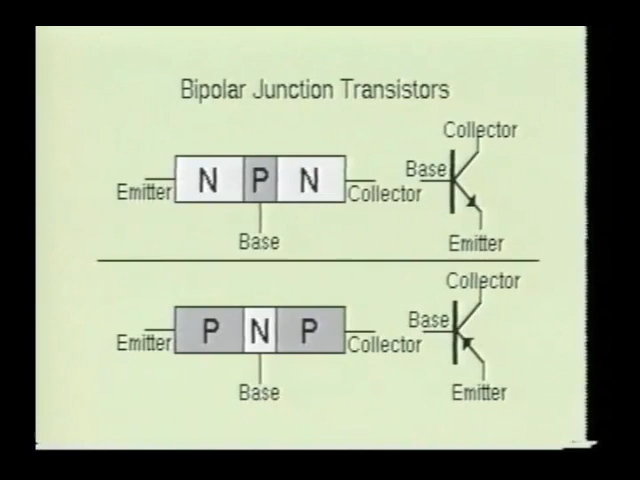 Bipolar Junction Transistors
Collector
Base
N P N
Emitter
Collector
Base
Emitter
Collector
Base
P N P
Emitter
Collector
Base
Emitter